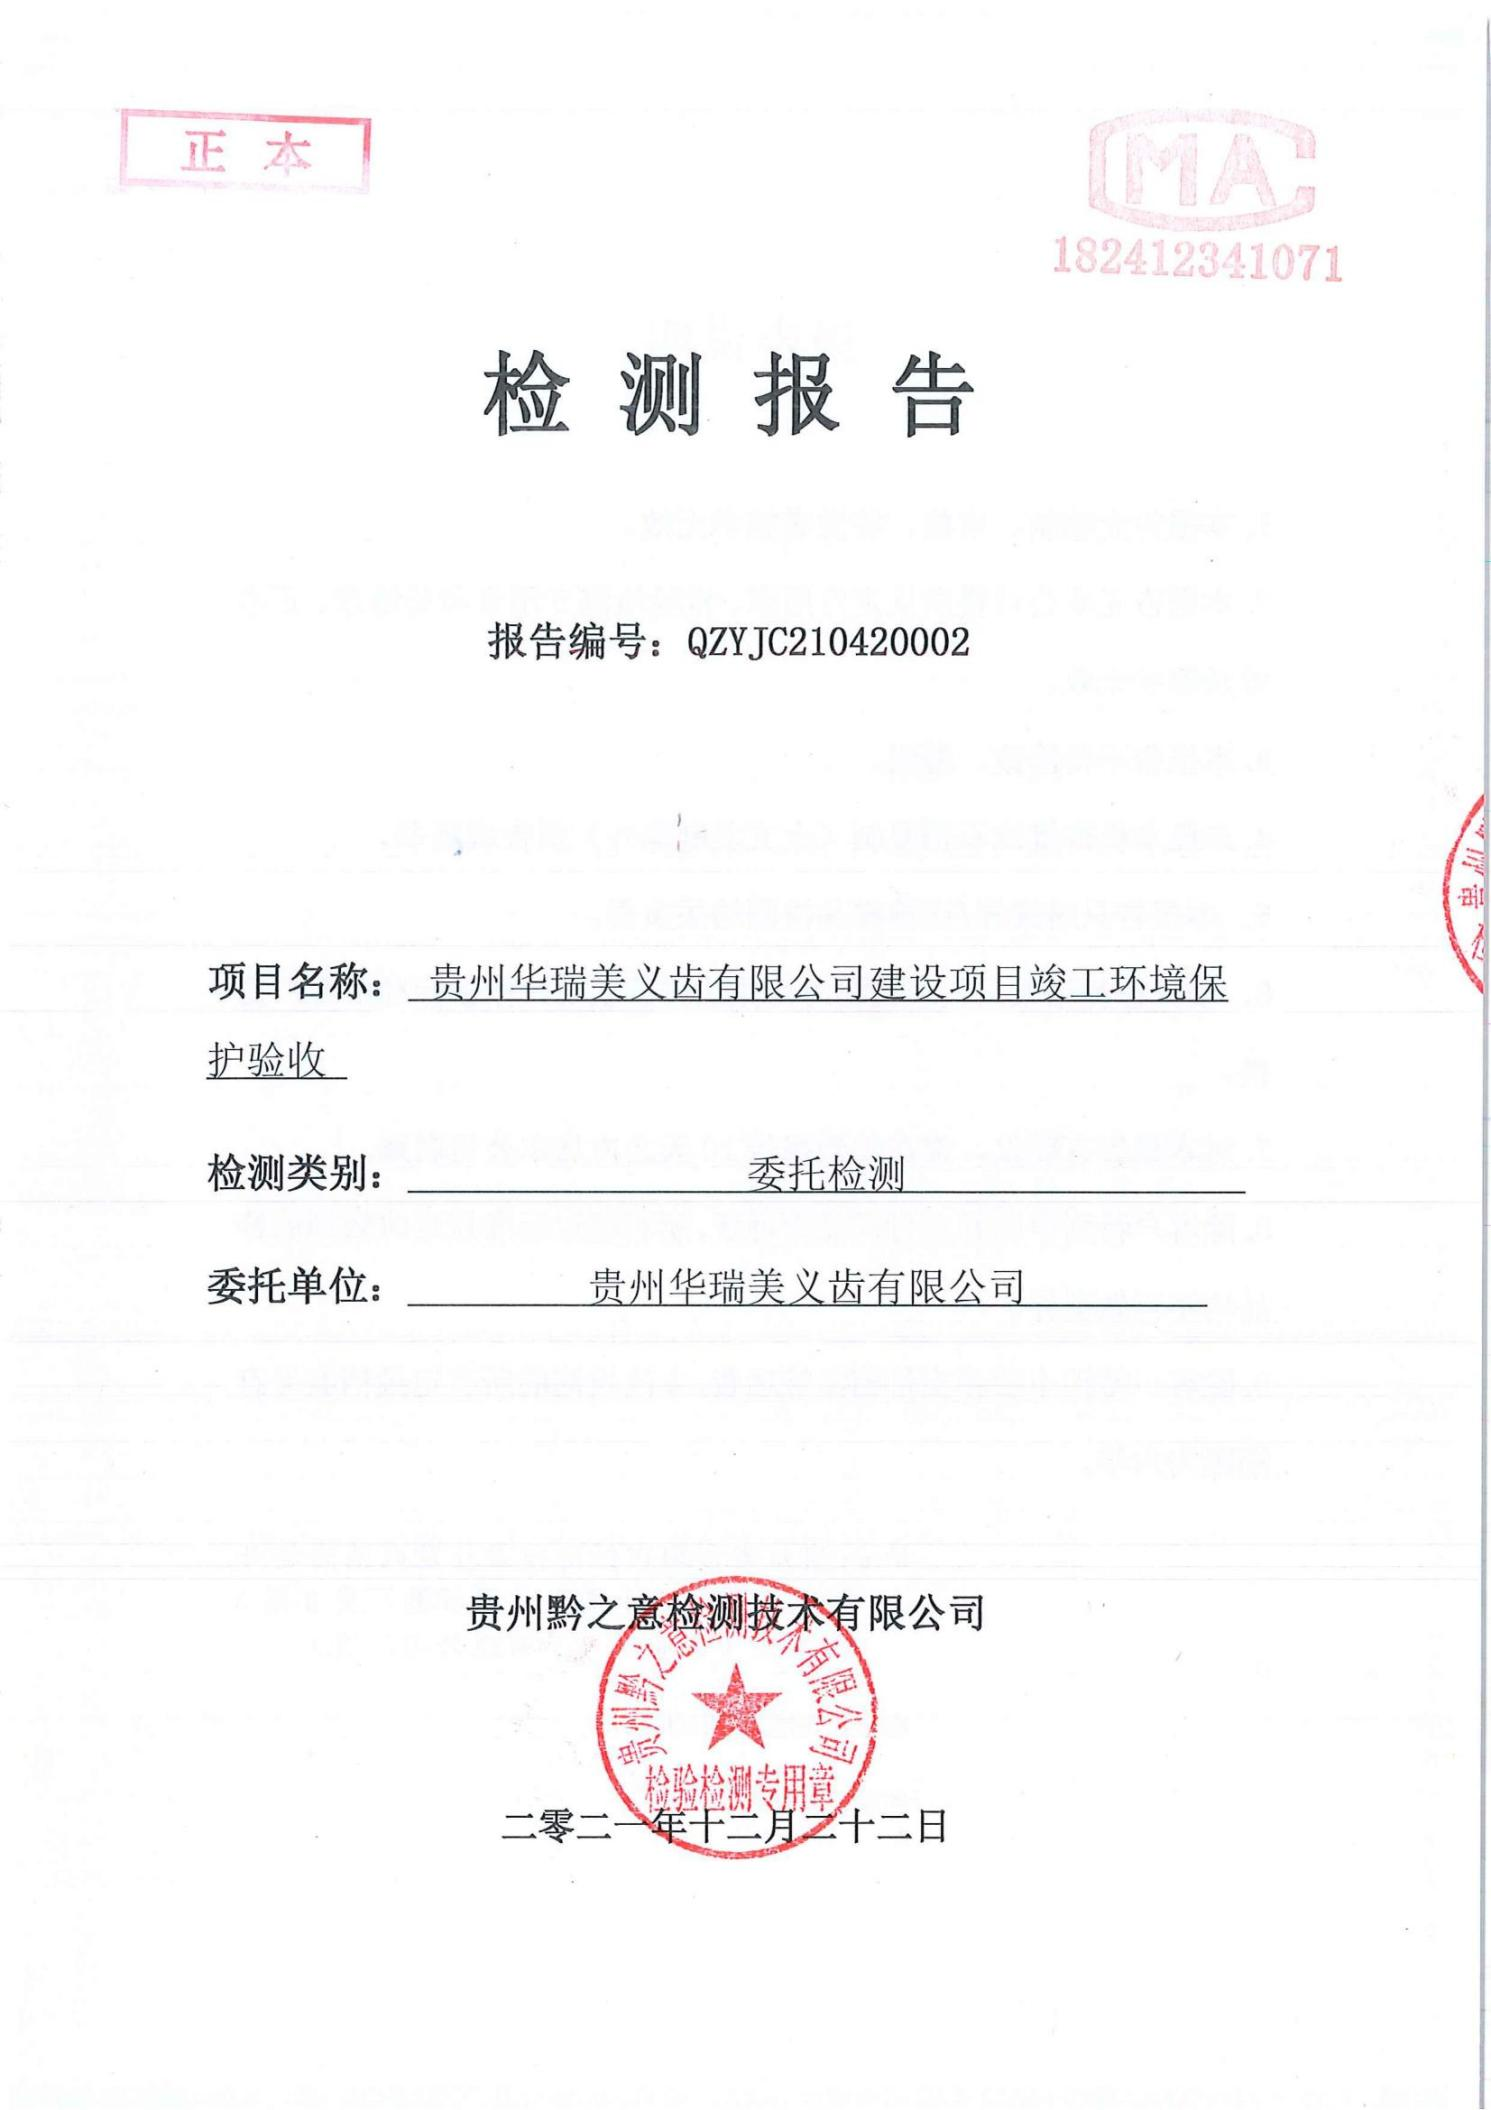 正 本
CMA
182412341071
检 测 报 告
报告编号：QZYJC210420002
项目名称：贵州华瑞美义齿有限公司建设项目竣工环境保
护验收
检测类别：委托检测
委托单位：贵州华瑞美义齿有限公司
贵州黔之意检测技术有限公司
贵州黔之意检测技术有限公司
检验检测专用章
二零二一年十二月二十二日